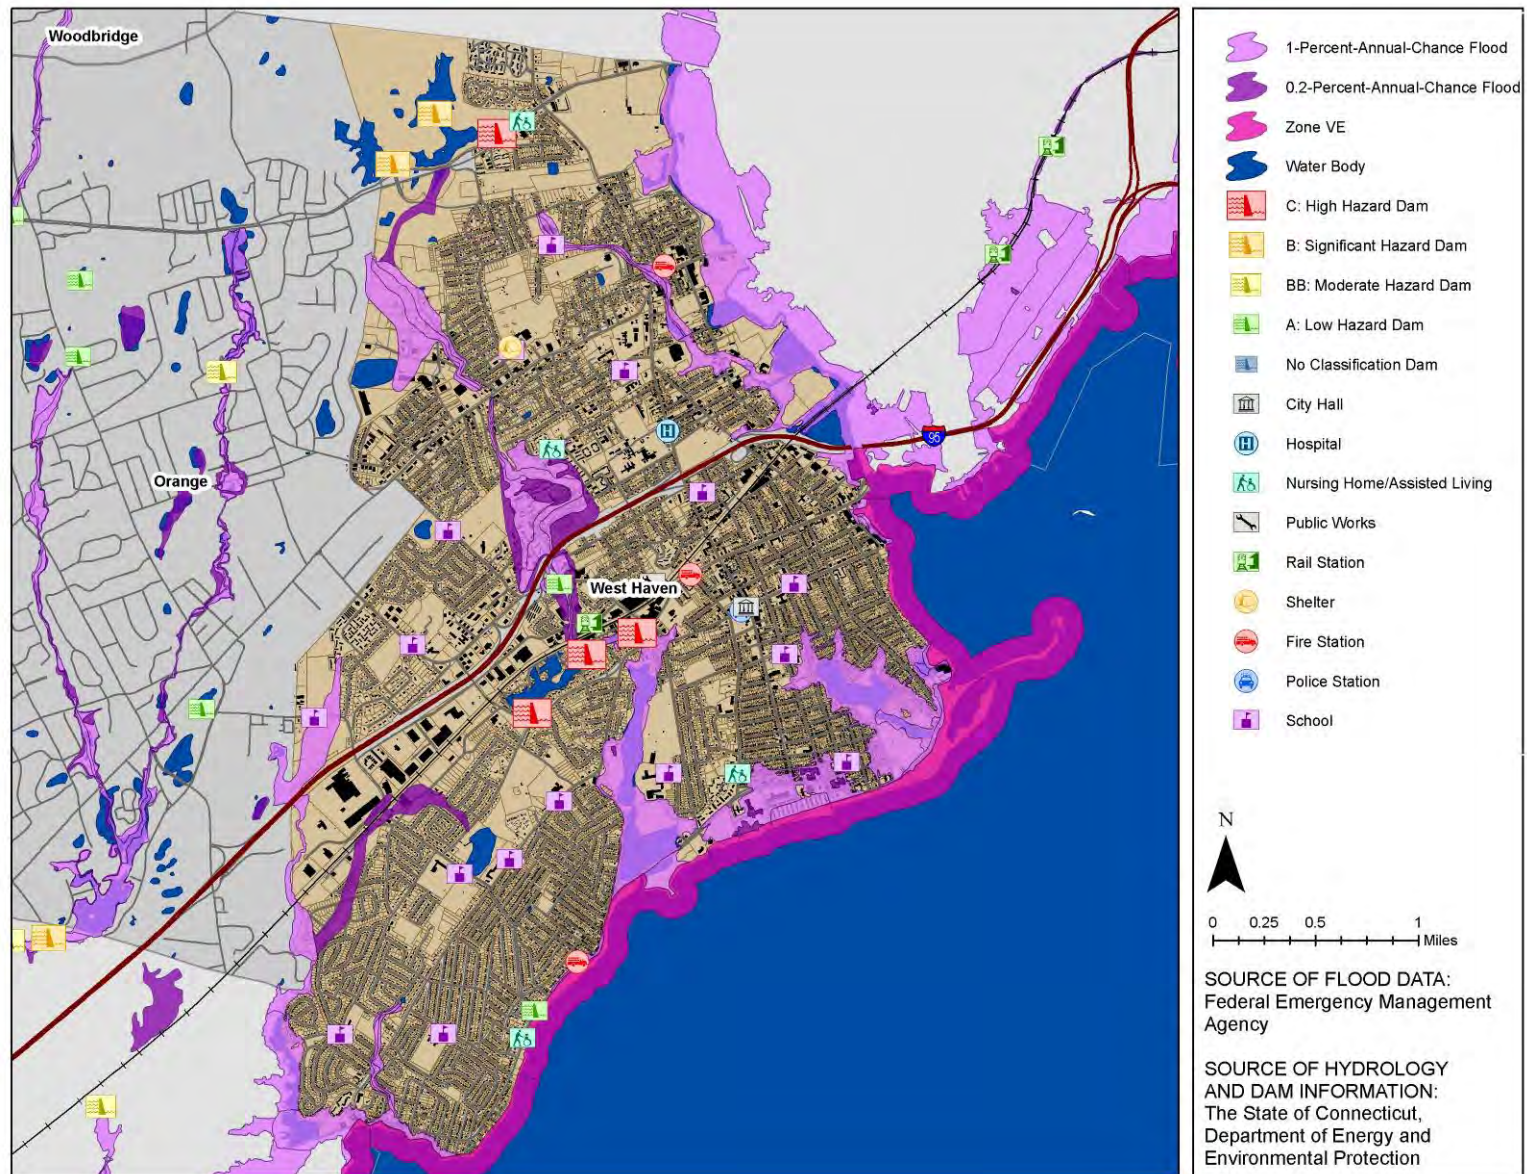 Woodbridge
Orange
West Haven
95
H
1-Percent-Annual-Chance Flood
0.2-Percent-Annual-Chance Flood
Zone VE
Water Body
C: High Hazard Dam
B: Significant Hazard Dam
BB: Moderate Hazard Dam
A: Low Hazard Dam
No Classification Dam
City Hall
H Hospital
Nursing Home/Assisted Living
Public Works
Rail Station
Shelter
Fire Station
Police Station
School
N
0 0.25 0.5 1
Miles
SOURCE OF FLOOD DATA:
Federal Emergency Management
Agency
SOURCE OF HYDROLOGY
AND DAM INFORMATION:
The State of Connecticut,
Department of Energy and
Environmental Protection